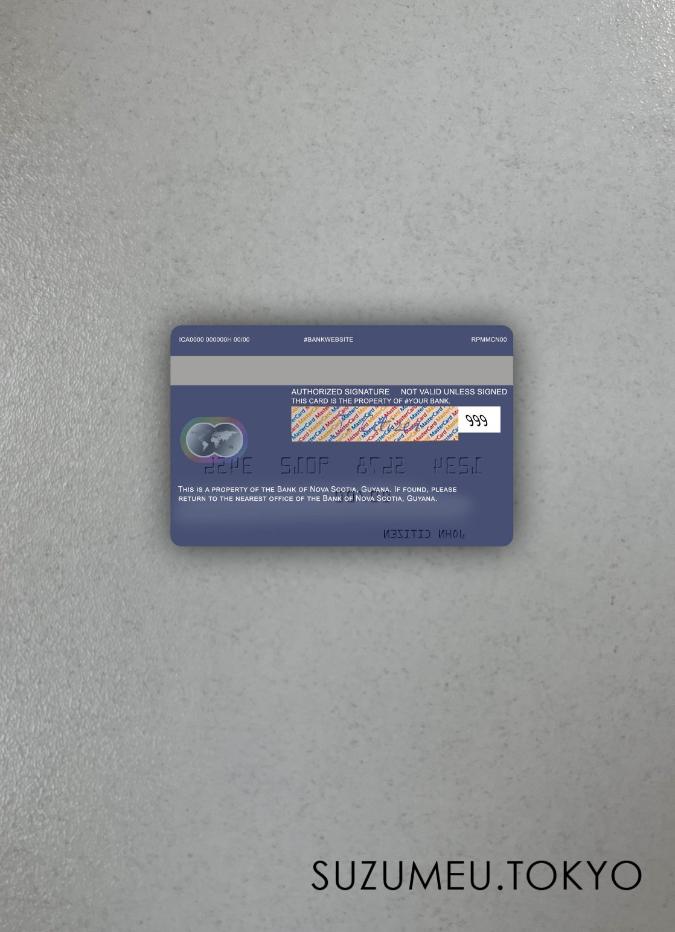 ICA0000 000000H 00/00 #BANKWEBSITE RPMMCN00
AUTHORIZED SIGNATURE NOT VALID UNLESS SIGNED
THIS CARD IS THE PROPERTY OF #YOUR BANK.
999
THIS IS A PROPERTY OF THE BANK OF NOVA SCOTIA, GUYANA. IF FOUND, PLEASE
RETURN TO THE NEAREST OFFICE OF THE BANK OF NOVA SCOTIA, GUYANA.
JOHN CITIZEN
SUZUMEU.TOKYO